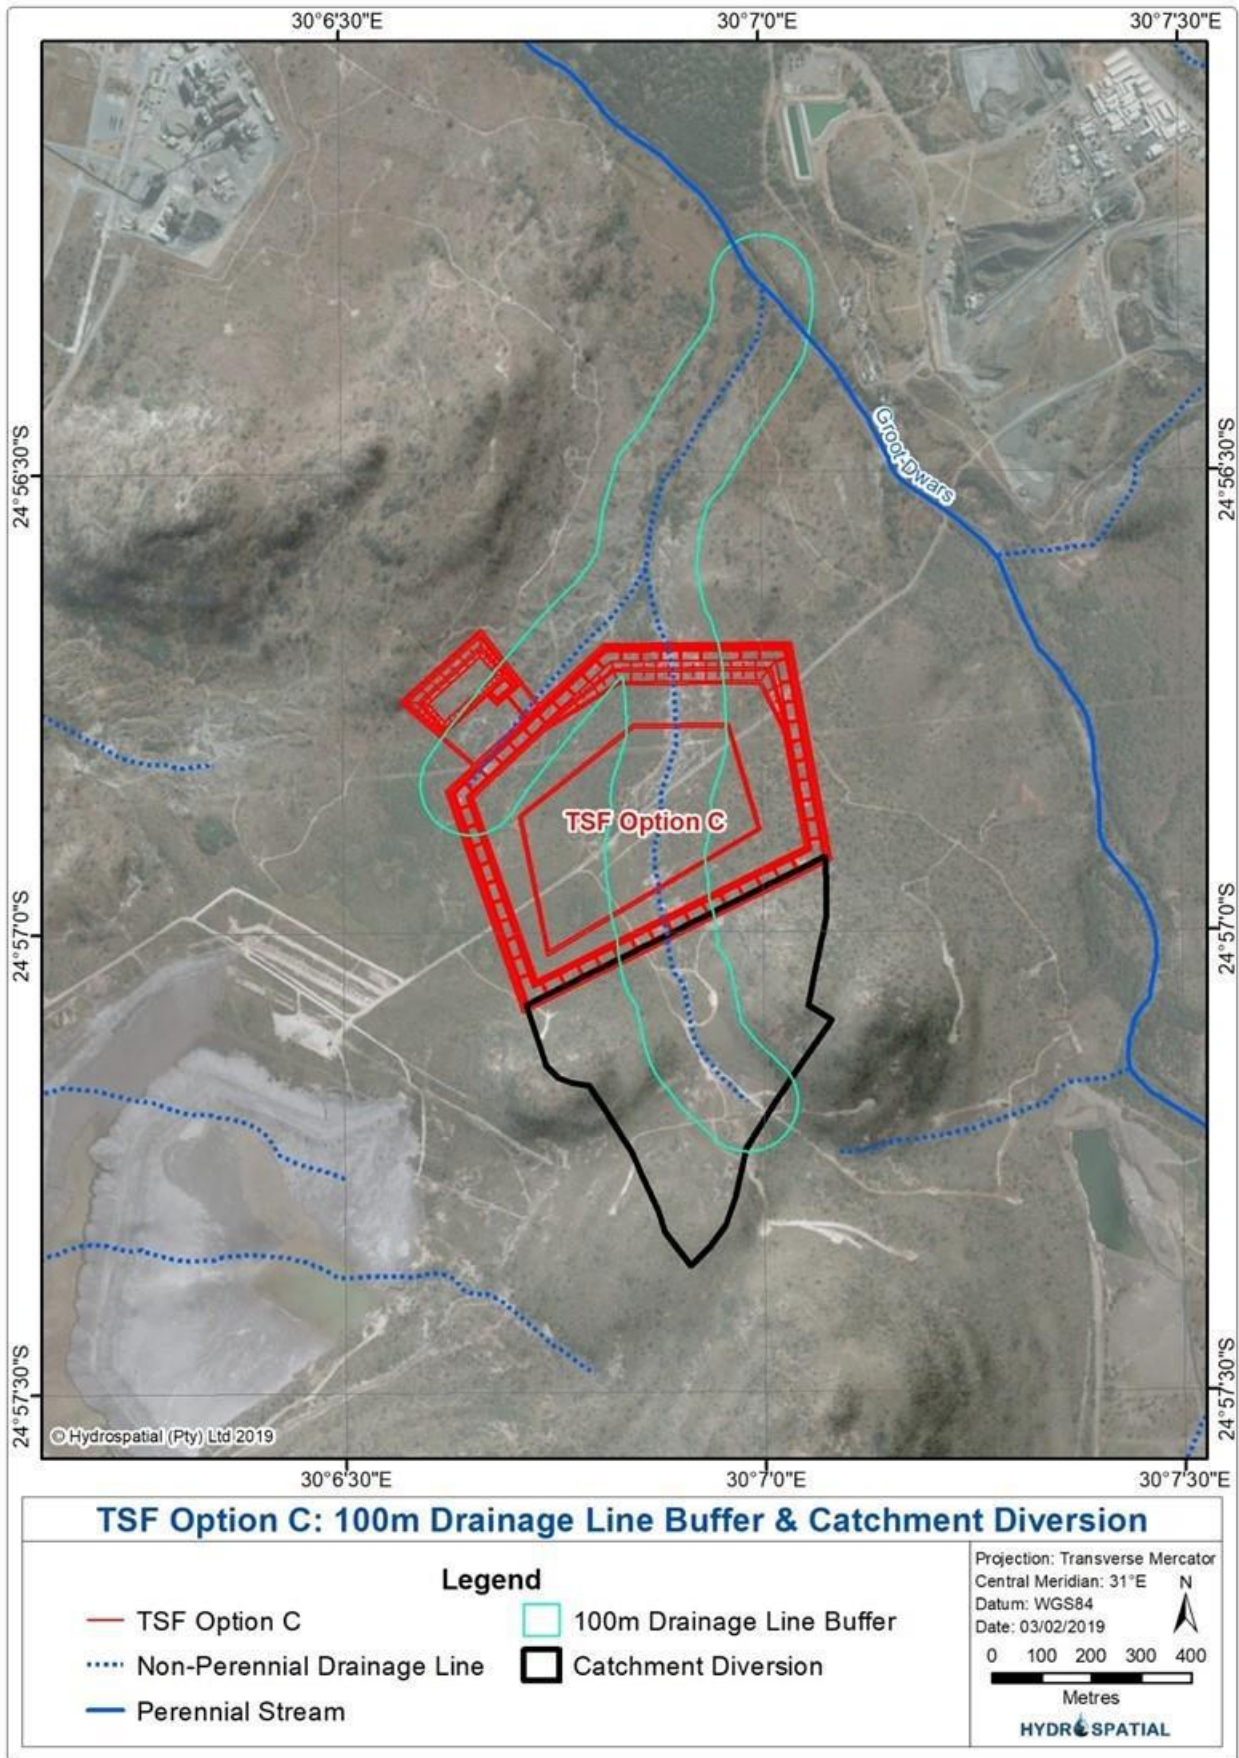 30°6'30"E
30°7'0"E
30°7'30"E
24°56'30"S
24°56'30"S
Groot-Dwars
TSF Option C
24°57'0"S
24°57'0"S
24°57'30"S
24°57'30"S
© Hydrospatial (Pty) Ltd 2019
30°6'30"E
30°7'0"E
30°7'30"E
TSF Option C: 100m Drainage Line Buffer & Catchment Diversion
Legend
TSF Option C
100m Drainage Line Buffer
Non-Perennial Drainage Line
Catchment Diversion
Perennial Stream
Projection: Transverse Mercator
Central Meridian: 31°E
N
Datum: WGS84
Date: 03/02/2019
0 100 200 300 400
Metres
HYDROSPATIAL